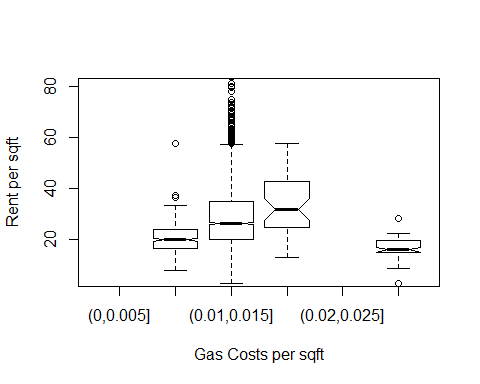 Rent per sqft
80
60
40
20
(0,0.005] (0.01,0.015] (0.02,0.025]
Gas Costs per sqft